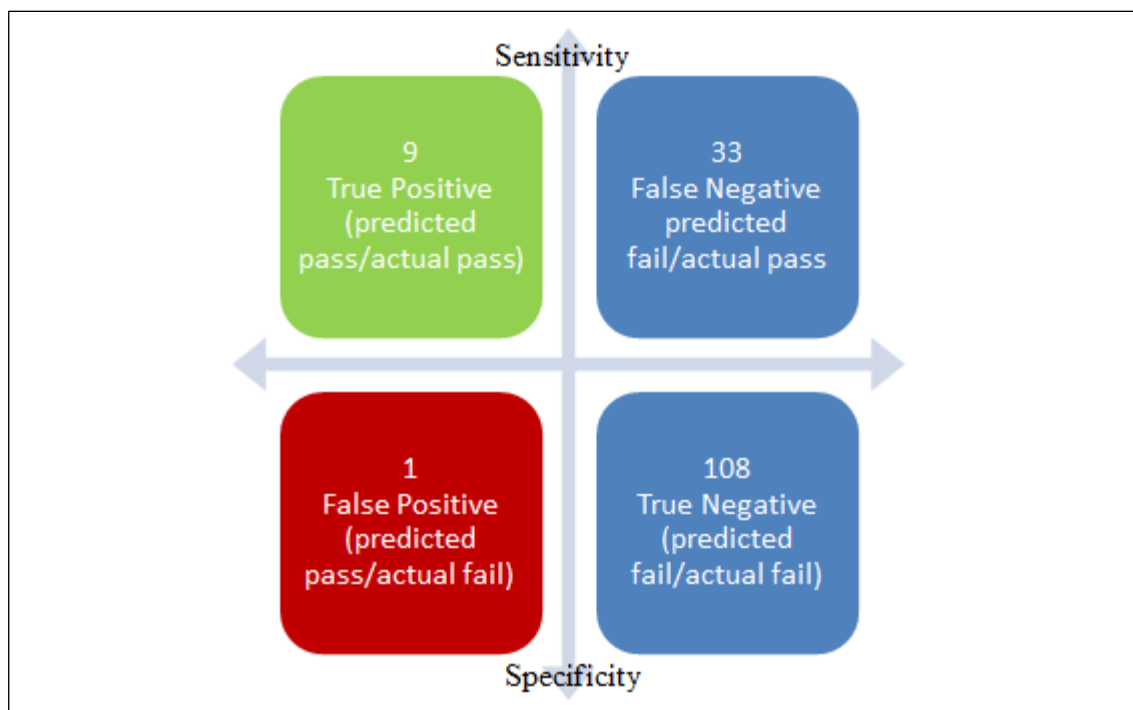 Sensitivity
9
True Positive
(predicted
pass/actual pass)
33
False Negative
predicted
fail/actual pass
1
False Positive
(predicted
pass/actual fail)
108
True Negative
(predicted
fail/actual fail)
Specificity